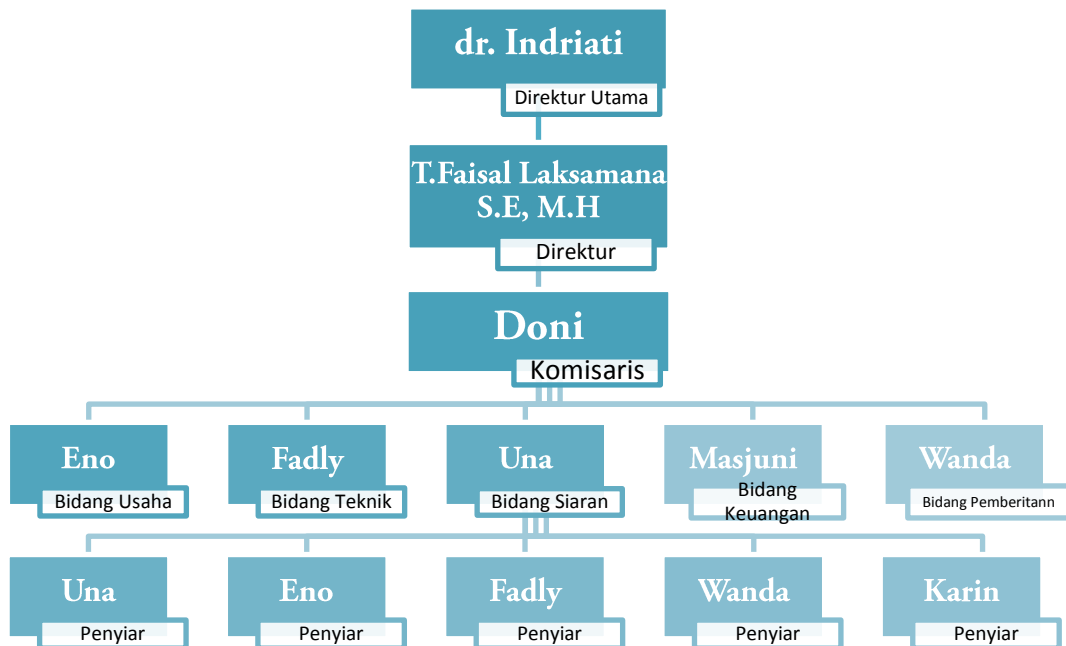 dr. Indriati
Direktur Utama
T.Faisal Laksamana
S.E, M.H
Direktur
Doni
Komisaris
Eno
Bidang Usaha
Fadly
Bidang Teknik
Una
Bidang Siaran
Masjuni
Bidang
Keuangan
Wanda
Bidang Pemberitann
Una
Penyiar
Eno
Penyiar
Fadly
Penyiar
Wanda
Penyiar
Karin
Penyiar